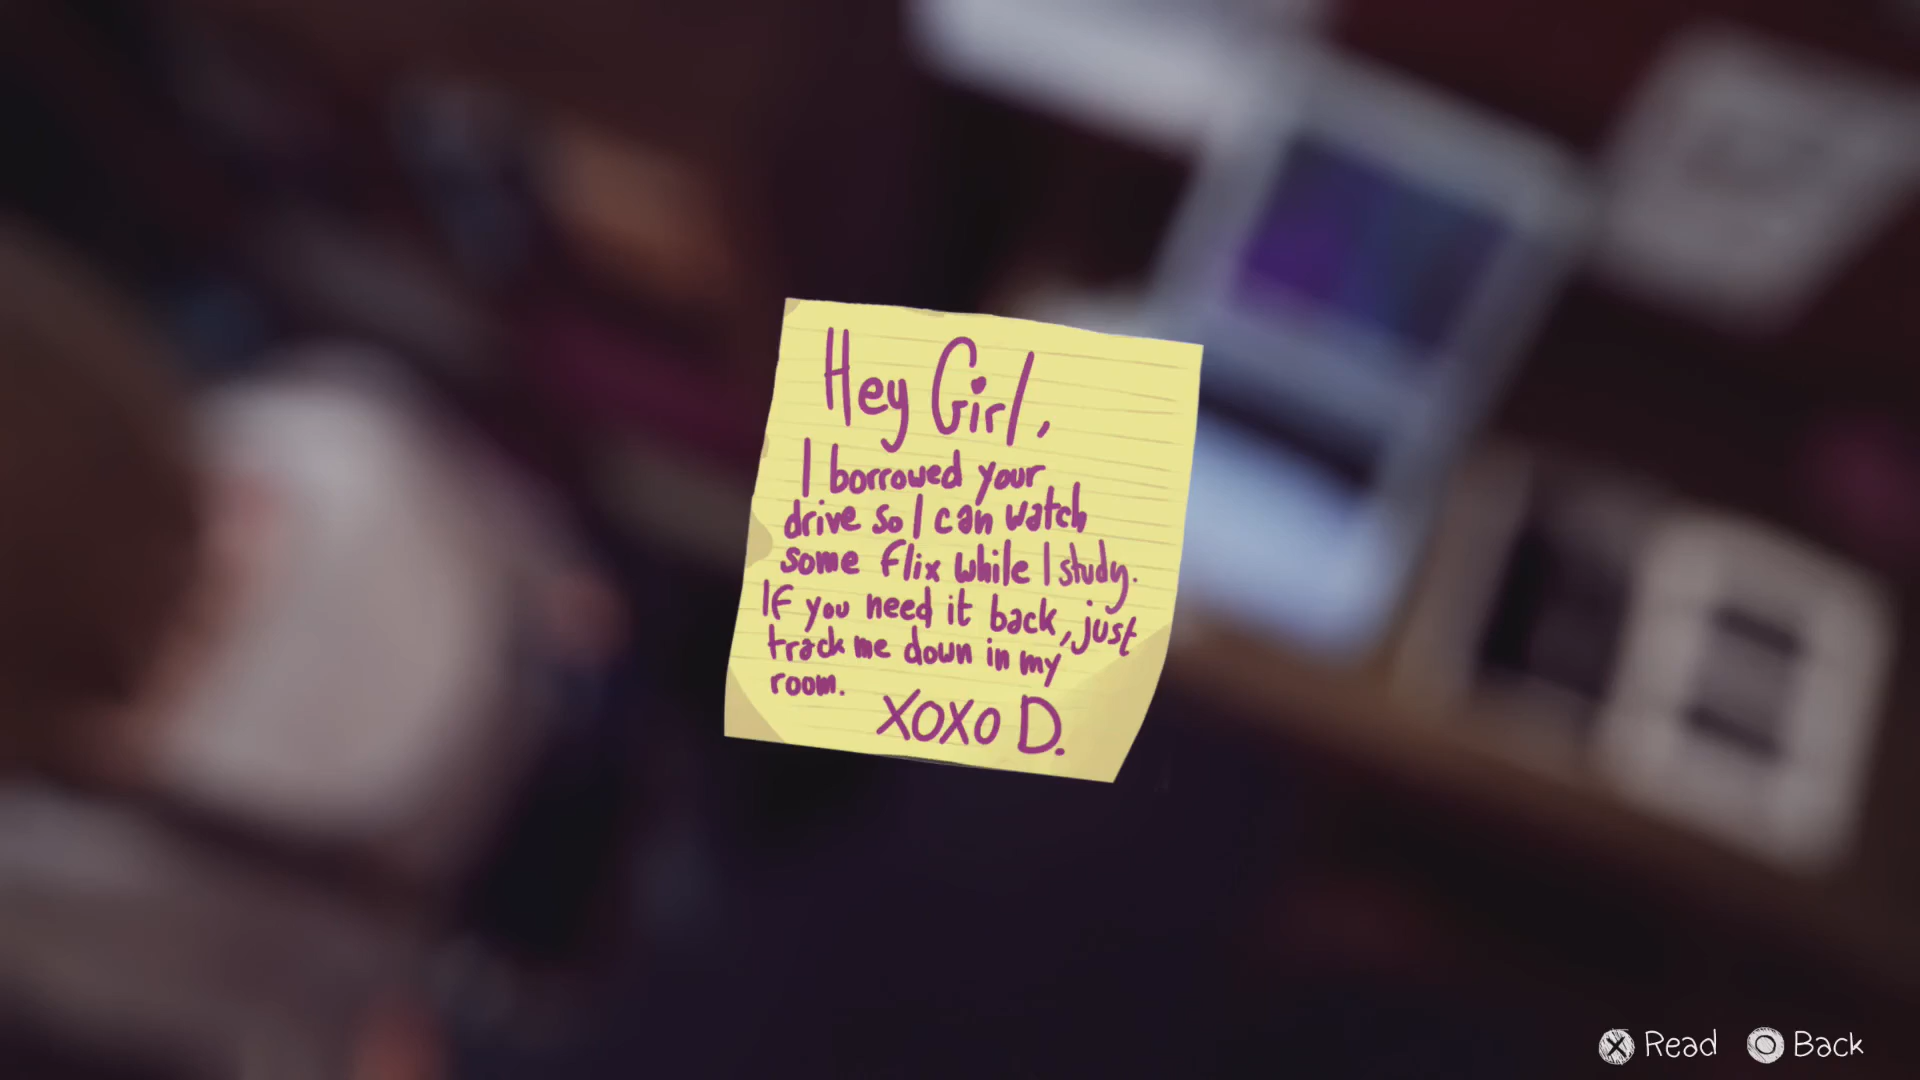 Hey Girl,
I borrowed your
drive so I can watch
some flix while I study.
If you need it back, just
track me down in my
room.
XOXO D.
Read Back